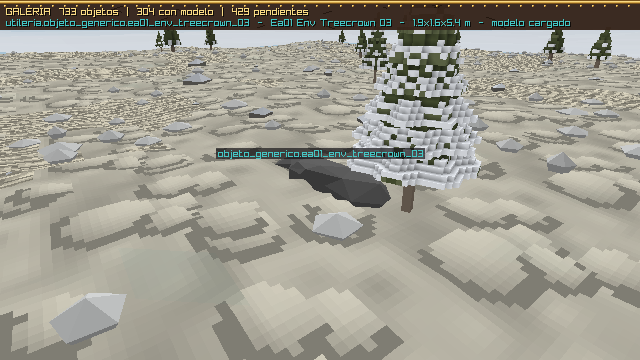 GALERIA 733 objetos | 304 con modelo | 429 pendientes
utileria.objeto_generico.ea01_env_treecrown_03 - Ea01 Env Treecrown 03 - 1.9x1.6x5.4 m - modelo cargado
objeto_generico.ea01_env_treecrown_03